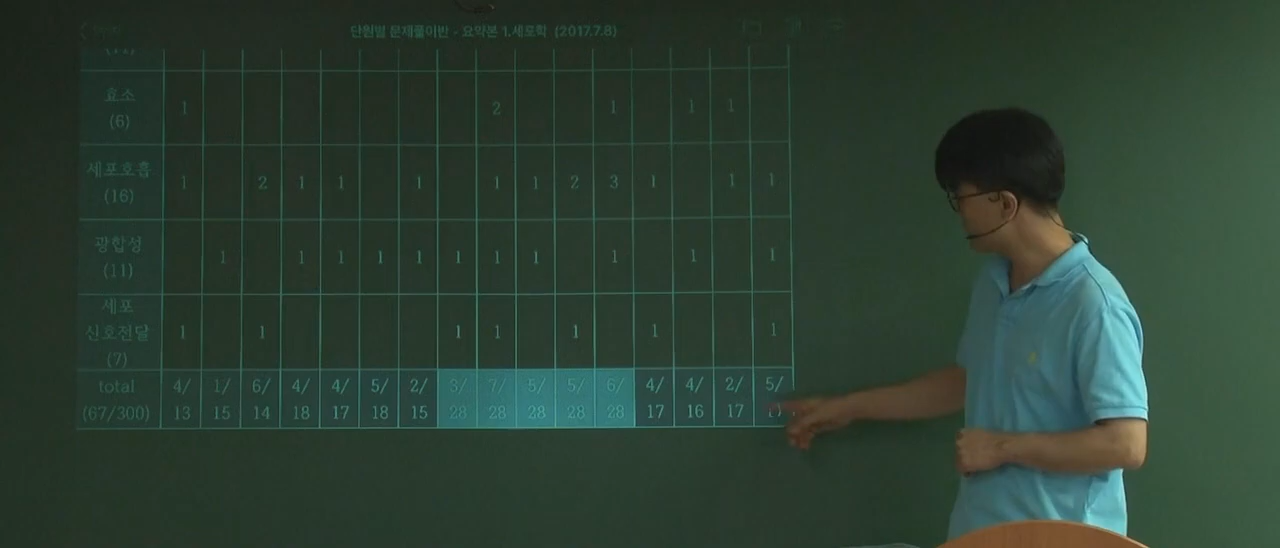 단원별 문제풀이반 - 요약본 1.세포학 (2017.7.8)
효소 1 2 1 1 1
(6)
세포호흡 1 2 1 1 1 1 1 2 3 1 1 1
(16)
광합성 1 1 1 1 1 1 1 1 1 1 1
(11)
세포
신호전달 1 1 1 1 1 1 1
(7)
total 4/ 1/ 6/ 4/ 4/ 5/ 2/ 3/ 7/ 5/ 5/ 6/ 4/ 4/ 2/ 5/
(67/300) 13 15 14 18 17 18 15 28 28 28 28 28 17 16 17